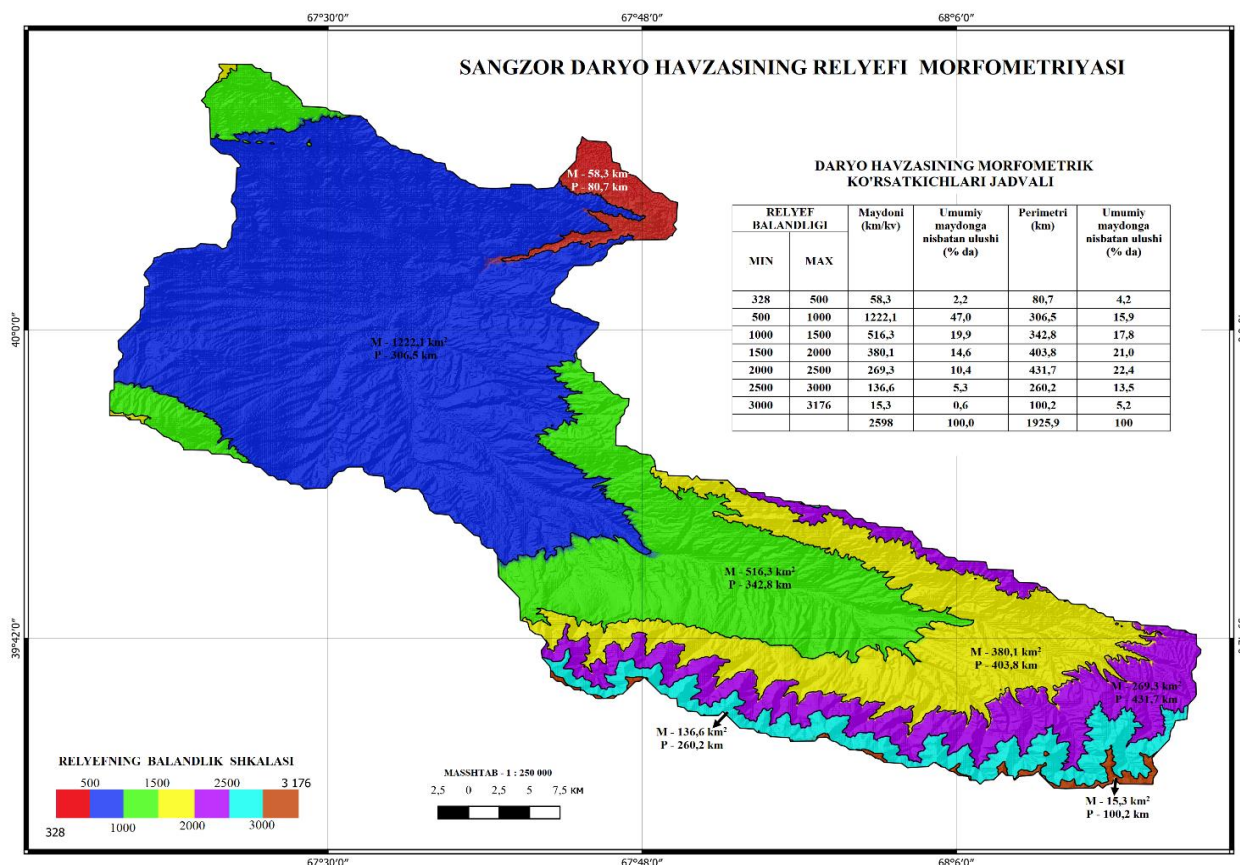 67°30'0" 67°48'0" 68°6'0"
SANGZOR DARYO HAVZASINING RELYEFI MORFOMETRIYASI
M - 58,3 km
P - 80,7 km
DARYO HAVZASINING MORFOMETRIK
KO'RSATKICHLARI JADVALI
RELYEF BALANDLIGI Maydoni (km/kv) Umumiy maydonga nisbatan ulushi (% da) Perimetri (km) Umumiy maydonga nisbatan ulushi (% da)
MIN MAX
328 500 58,3 2,2 80,7 4,2
500 1000 1222,1 47,0 306,5 15,9
1000 1500 516,3 19,9 342,8 17,8
1500 2000 380,1 14,6 403,8 21,0
2000 2500 269,3 10,4 431,7 22,4
2500 3000 136,6 5,3 260,2 13,5
3000 3176 15,3 0,6 100,2 5,2
2598 100,0 1925,9 100
40°0'0"
M - 1222,1 km²
P - 306,5 km
M - 516,3 km²
P - 342,8 km
39°42'0"
M - 380,1 km²
P - 403,8 km
M - 269,3 km²
P - 431,7 km
M - 136,6 km²
P - 260,2 km
M - 15,3 km²
P - 100,2 km
RELYEFNING BALANDLIK SHKALASI
500 1500 2500 3 176
328 1000 2000 3000
MASSHTAB - 1 : 250 000
2,5 0 2,5 5 7,5 KM
67°30'0" 67°48'0" 68°6'0"